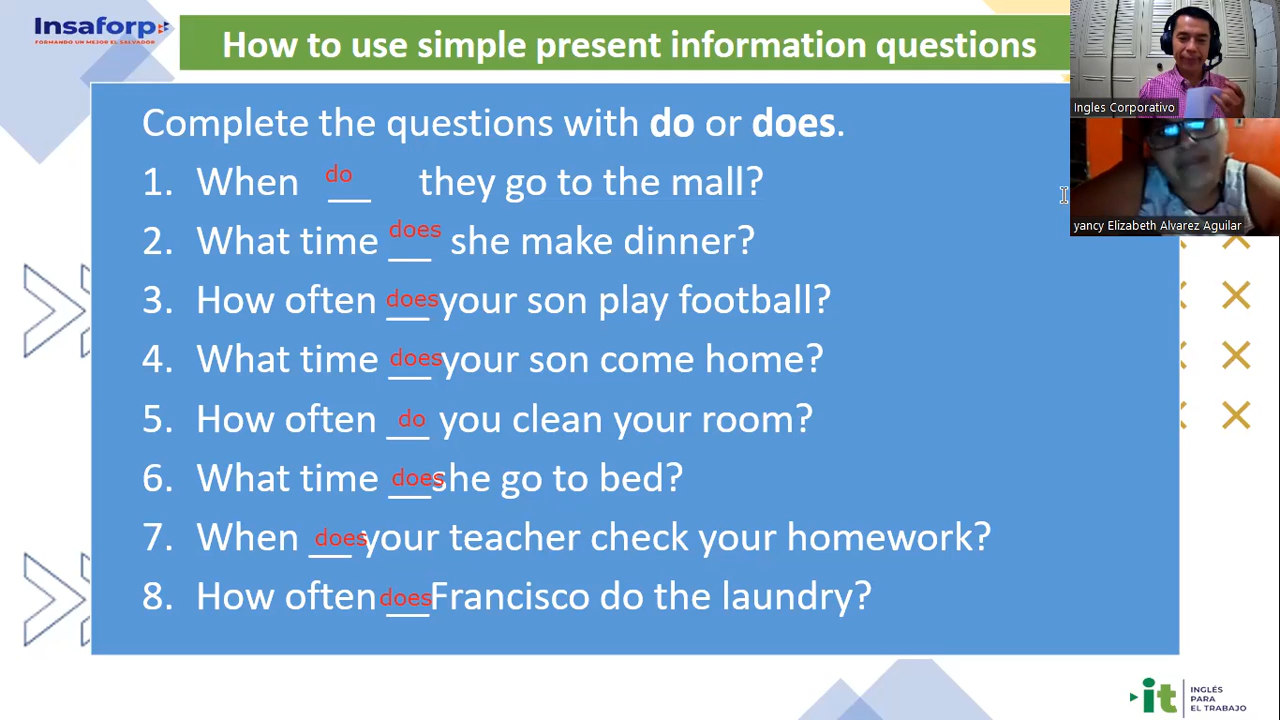 Insaforp
FORMANDO UN MEJOR EL SALVADOR
How to use simple present information questions
Ingles Corporativo
yancy Elizabeth Alvarez Aguilar
Complete the questions with do or does.
1. When do they go to the mall?
2. What time does she make dinner?
3. How often does your son play football?
4. What time does your son come home?
5. How often do you clean your room?
6. What time does she go to bed?
7. When does your teacher check your homework?
8. How often does Francisco do the laundry?
it
INGLÉS
PARA
EL TRABAJO